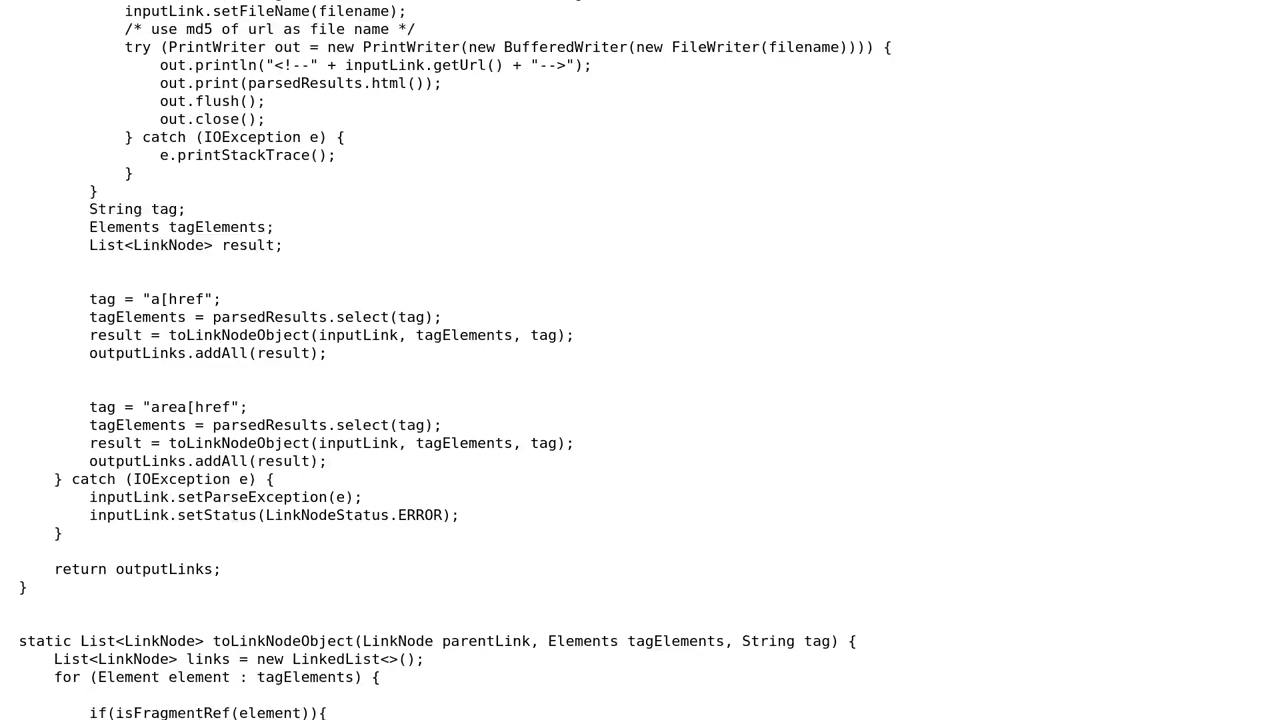 inputLink.setFileName(filename);
/* use md5 of url as file name */
try (PrintWriter out = new PrintWriter(new BufferedWriter(new FileWriter(filename)))) {
out.println("<!--" + inputLink.getUrl() + "-->");
out.print(parsedResults.html());
out.flush();
out.close();
} catch (IOException e) {
e.printStackTrace();
}
}
String tag;
Elements tagElements;
List<LinkNode> result;
tag = "a[href";
tagElements = parsedResults.select(tag);
result = toLinkNodeObject(inputLink, tagElements, tag);
outputLinks.addAll(result);
tag = "area[href";
tagElements = parsedResults.select(tag);
result = toLinkNodeObject(inputLink, tagElements, tag);
outputLinks.addAll(result);
} catch (IOException e) {
inputLink.setParseException(e);
inputLink.setStatus(LinkNodeStatus.ERROR);
}
return outputLinks;
}
static List<LinkNode> toLinkNodeObject(LinkNode parentLink, Elements tagElements, String tag) {
List<LinkNode> links = new LinkedList<>();
for (Element element : tagElements) {
if(isFragmentRef(element)){